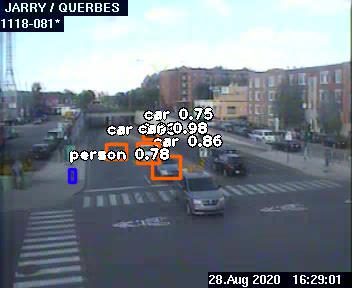 JARRY / QUERBES
1118-081*
car 0.75
car
0.98
car 0.86
person 0.78
28.Aug 2020 16:29:01